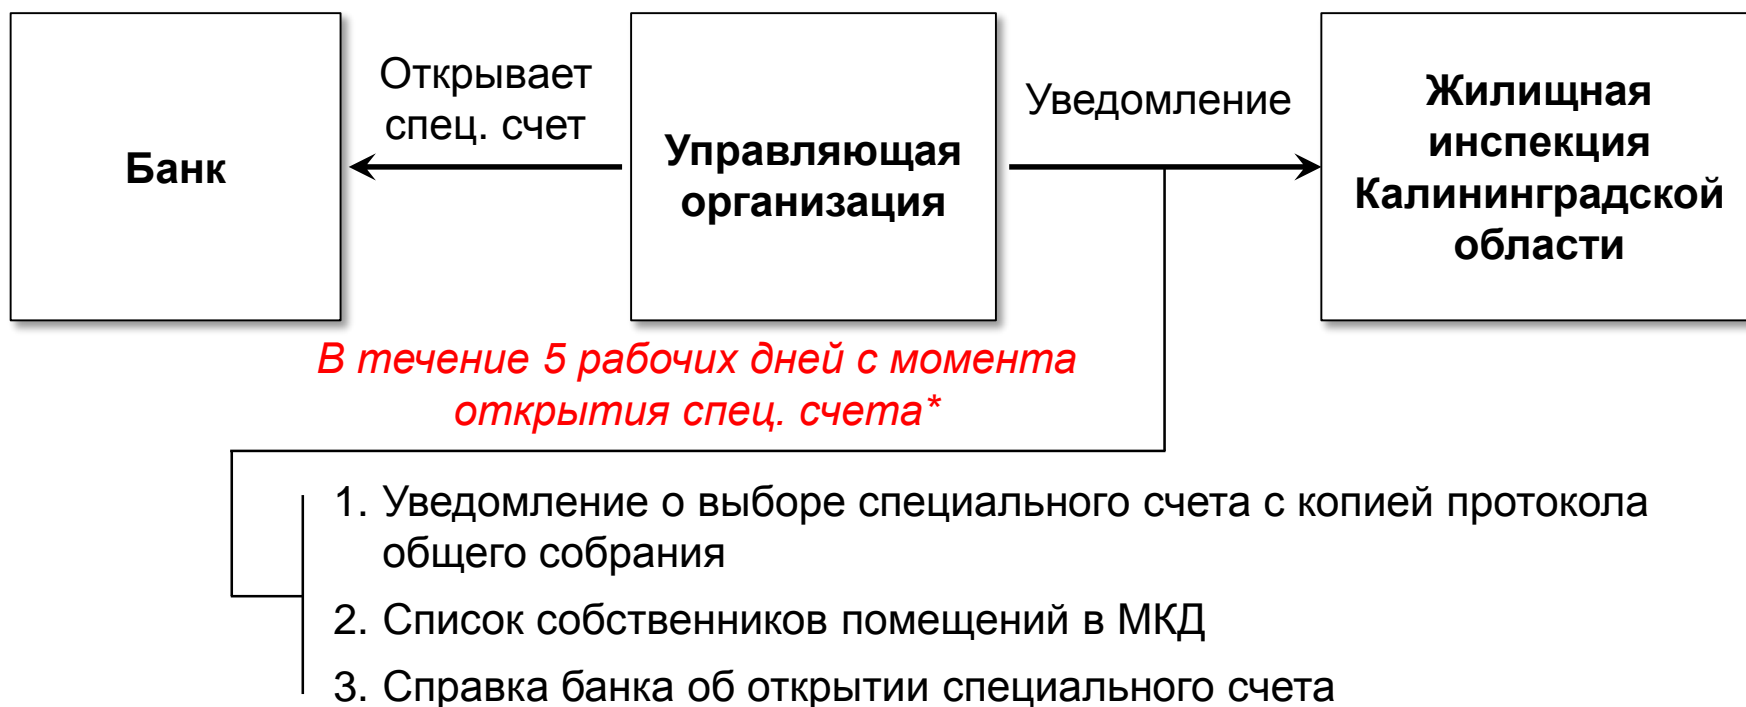 Банк
Открывает
спец. счет
Управляющая
организация
Уведомление
Жилищная
инспекция
Калининградской
области
В течение 5 рабочих дней с момента
открытия спец. счета*
1. Уведомление о выборе специального счета с копией протокола
общего собрания
2. Список собственников помещений в МКД
3. Справка банка об открытии специального счета